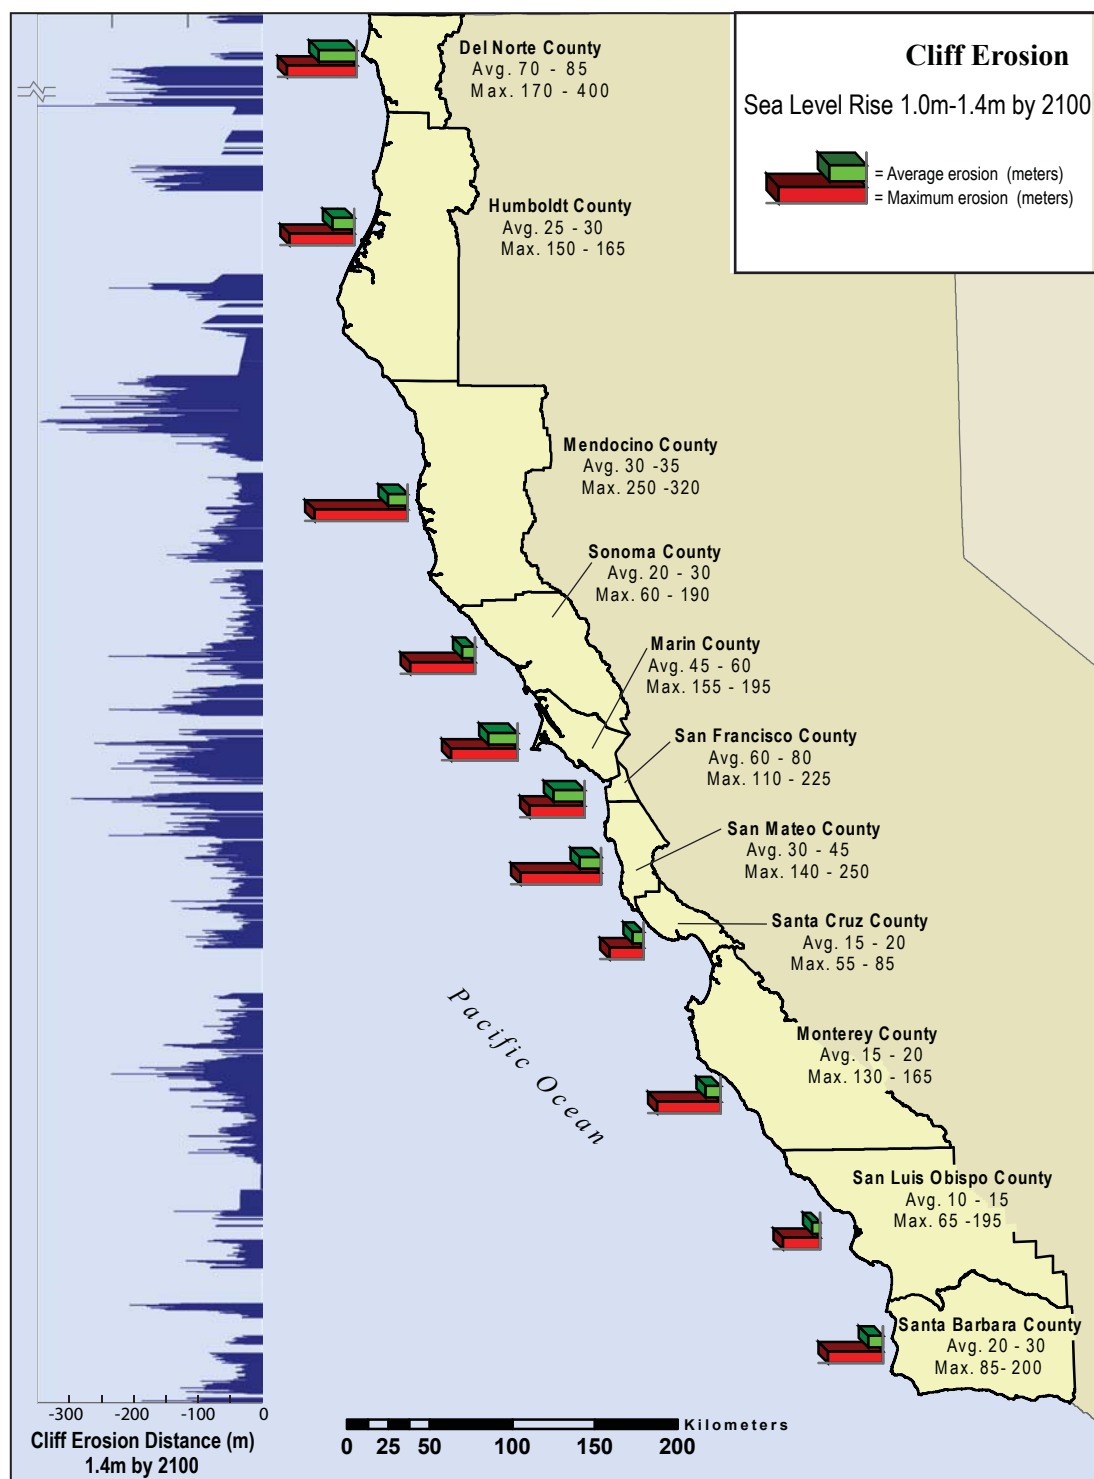 Cliff Erosion
Sea Level Rise 1.0m-1.4m by 2100
= Average erosion (meters)
= Maximum erosion (meters)
Del Norte County
Avg. 70 - 85
Max. 170 - 400
Humboldt County
Avg. 25 - 30
Max. 150 - 165
Mendocino County
Avg. 30 -35
Max. 250 -320
Sonoma County
Avg. 20 - 30
Max. 60 - 190
Marin County
Avg. 45 - 60
Max. 155 - 195
San Francisco County
Avg. 60 - 80
Max. 110 - 225
San Mateo County
Avg. 30 - 45
Max. 140 - 250
Santa Cruz County
Avg. 15 - 20
Max. 55 - 85
Pacific Ocean
Monterey County
Avg. 15 - 20
Max. 130 - 165
San Luis Obispo County
Avg. 10 - 15
Max. 65 -195
Santa Barbara County
Avg. 20 - 30
Max. 85- 200
-300 -200 -100 0
Cliff Erosion Distance (m)
1.4m by 2100
Kilometers
0 25 50 100 150 200